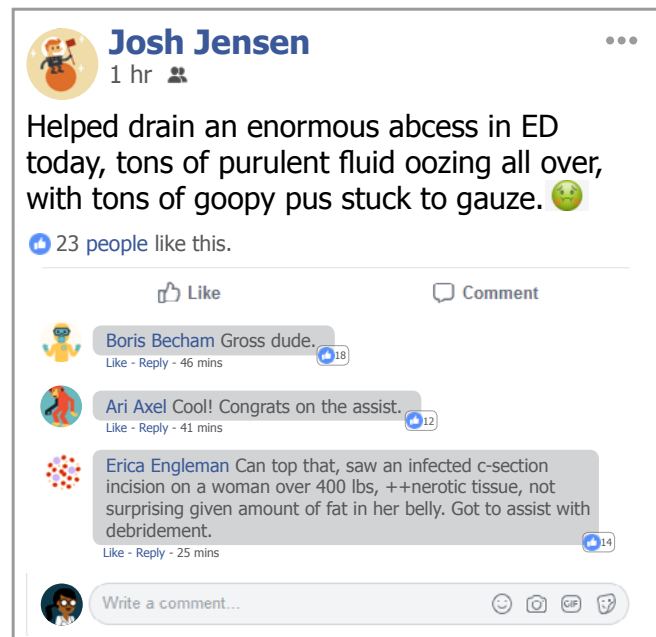 Josh Jensen
1 hr
Helped drain an enormous abcess in ED
today, tons of purulent fluid oozing all over,
with tons of goopy pus stuck to gauze.
23 people like this.
Like Comment
Boris Becham Gross dude.
18
Like - Reply - 46 mins
Ari Axel Cool! Congrats on the assist.
12
Like - Reply - 41 mins
Erica Engleman Can top that, saw an infected c-section
incision on a woman over 400 lbs, ++nerotic tissue, not
surprising given amount of fat in her belly. Got to assist with
debridement.
14
Like - Reply - 25 mins
Write a comment...
GIF